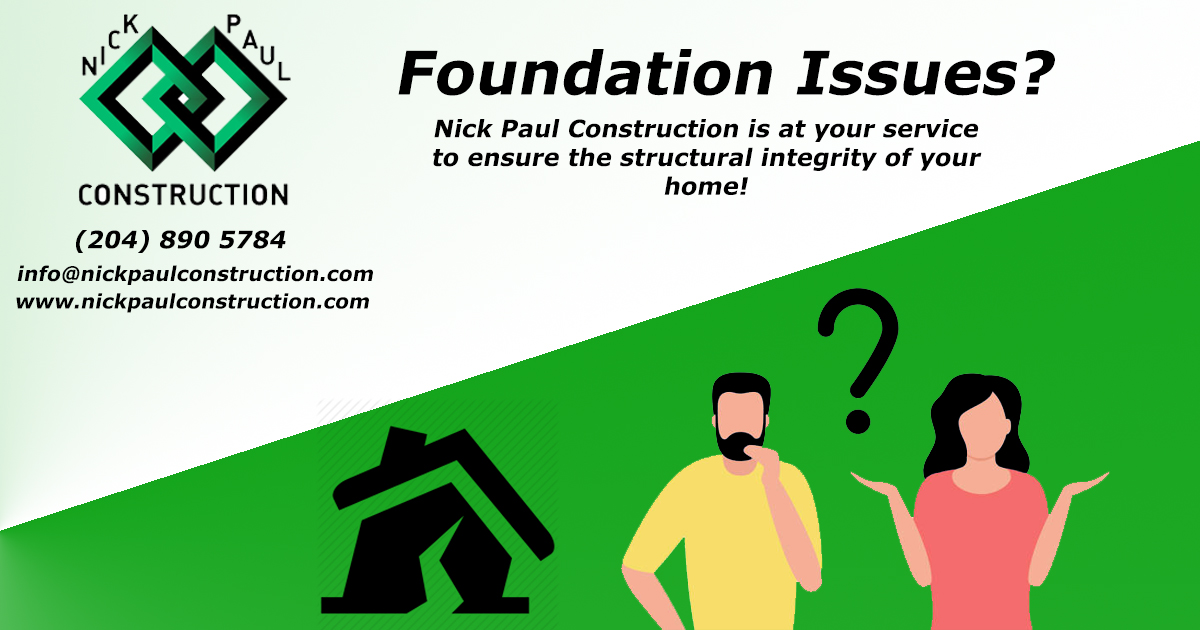 NICK PAUL
CONSTRUCTION
(204) 890 5784
info@nickpaulconstruction.com
www.nickpaulconstruction.com
Foundation Issues?
Nick Paul Construction is at your service
to ensure the structural integrity of your
home!
?